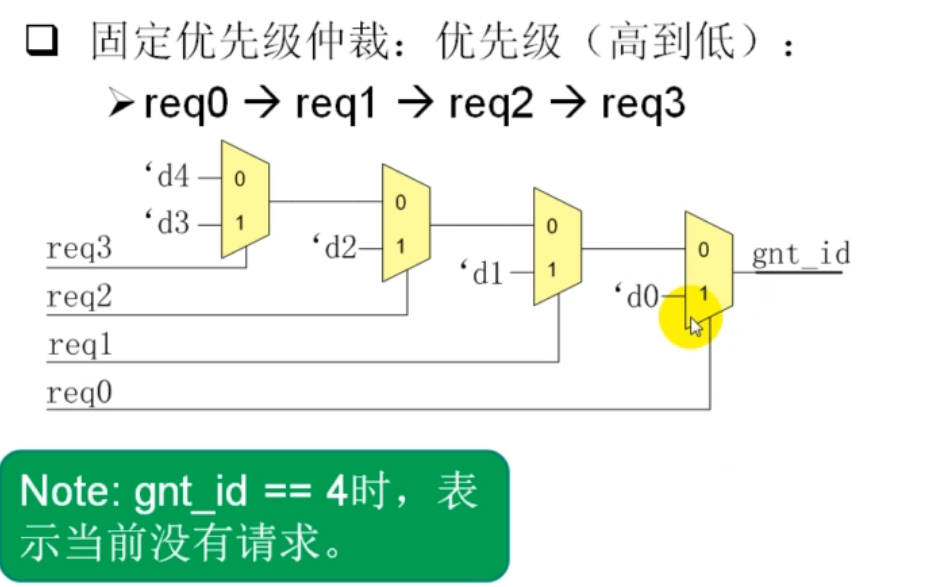 ❑ 固定优先级仲裁：优先级（高到低）：
➢ req0 → req1 → req2 → req3
‘d4 0
‘d3 1
‘d2 0 1
‘d1 0 1
‘d0 0 1
gnt_id
req3
req2
req1
req0
Note: gnt_id == 4时，表
示当前没有请求。